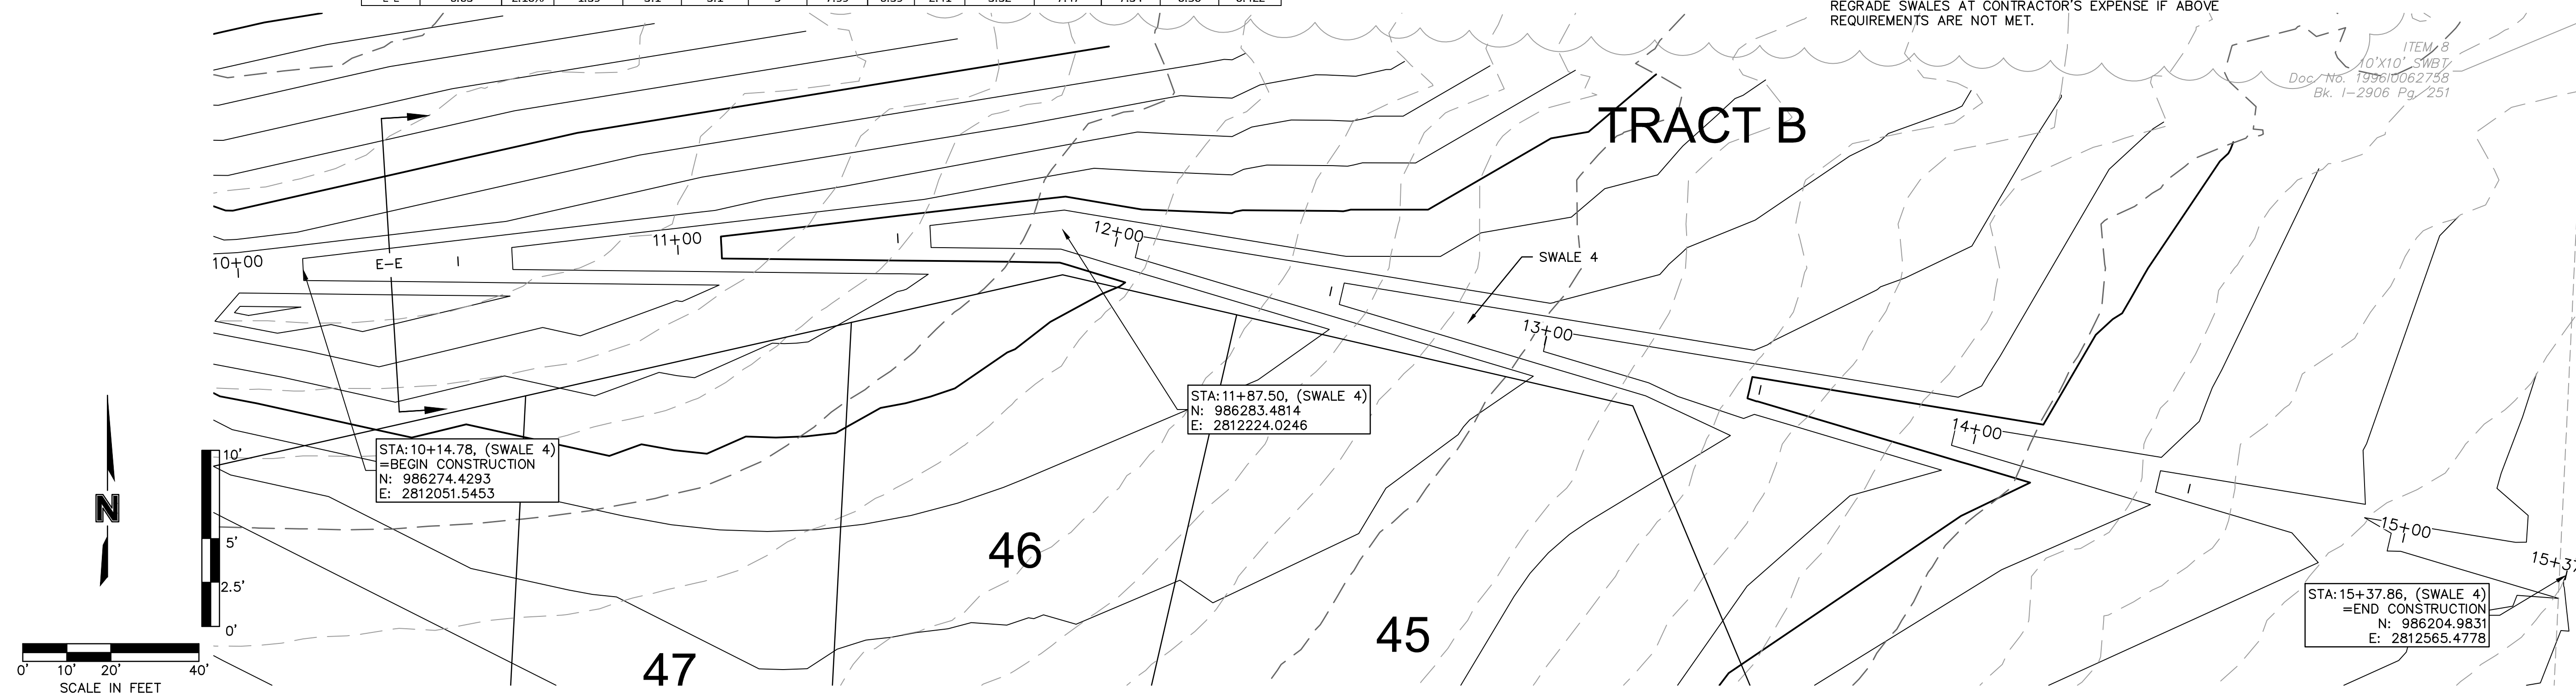 REGRADE SWALES AT CONTRACTOR'S EXPENSE IF ABOVE
REQUIREMENTS ARE NOT MET.
ITEM 8
10'X10' SWBT
Doc. No. 199610062758
Bk. I-2906 Pg. 251
TRACT B
10+00
E-E
11+00
12+00
SWALE 4
13+00
14+00
15+00
STA:11+87.50, (SWALE 4)
N: 986283.4814
E: 2812224.0246
STA:10+14.78, (SWALE 4)
=BEGIN CONSTRUCTION
N: 986274.4293
E: 2812051.5453
STA:15+37.86, (SWALE 4)
=END CONSTRUCTION
N: 986204.9831
E: 2812565.4778
46
45
47
N
10'
5'
2.5'
0'
0' 10' 20' 40'
SCALE IN FEET